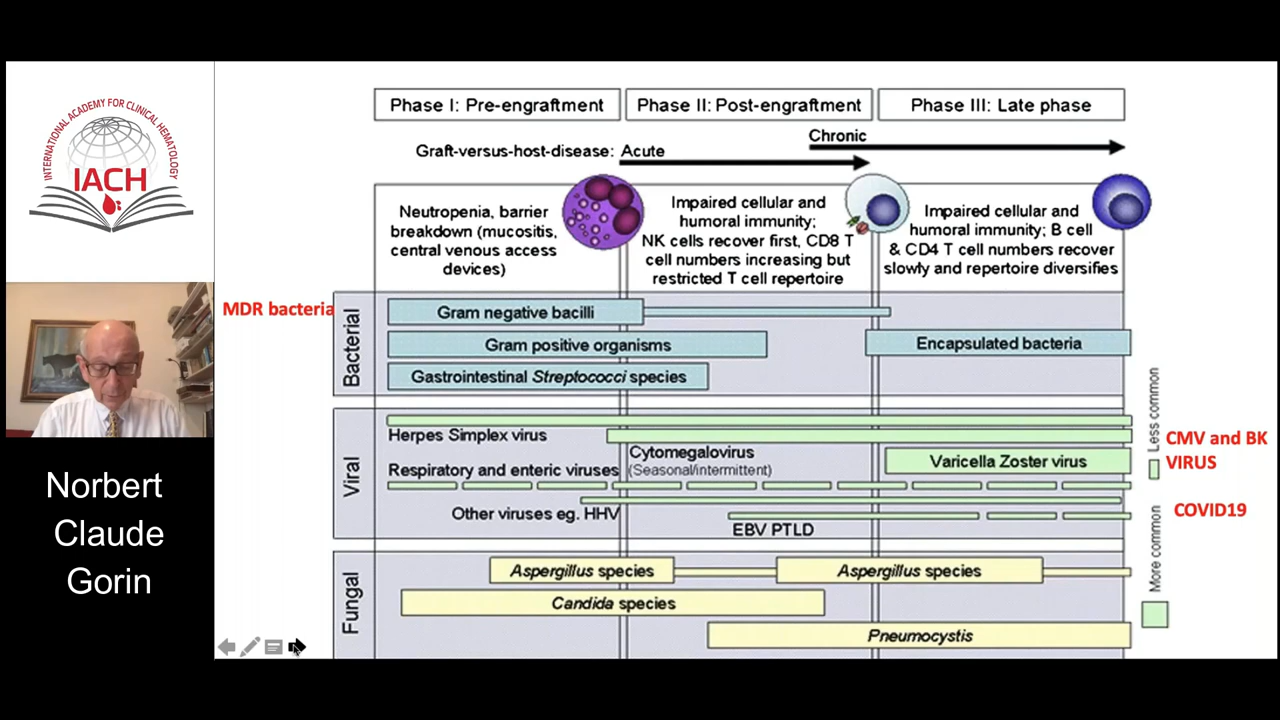 INTERNATIONAL ACADEMY FOR CLINICAL HEMATOLOGY
IACH
Norbert
Claude
Gorin
Phase I: Pre-engraftment
Phase II: Post-engraftment
Phase III: Late phase
Chronic
Graft-versus-host-disease: Acute
Neutropenia, barrier
breakdown (mucositis,
central venous access
devices)
Impaired cellular and
humoral immunity;
NK cells recover first, CD8 T
cell numbers increasing but
restricted T cell repertoire
Impaired cellular and
humoral immunity; B cell
& CD4 T cell numbers recover
slowly and repertoire diversifies
MDR bacteria
Bacterial
Gram negative bacilli
Gram positive organisms
Encapsulated bacteria
Gastrointestinal Streptococci species
Viral
Herpes Simplex virus
Cytomegalovirus
Varicella Zoster virus
Respiratory and enteric viruses (Seasonal/intermittent)
Other viruses eg. HHV
EBV PTLD
Fungal
Aspergillus species
Aspergillus species
Candida species
Pneumocystis
Less common
CMV and BK
VIRUS
COVID19
More common